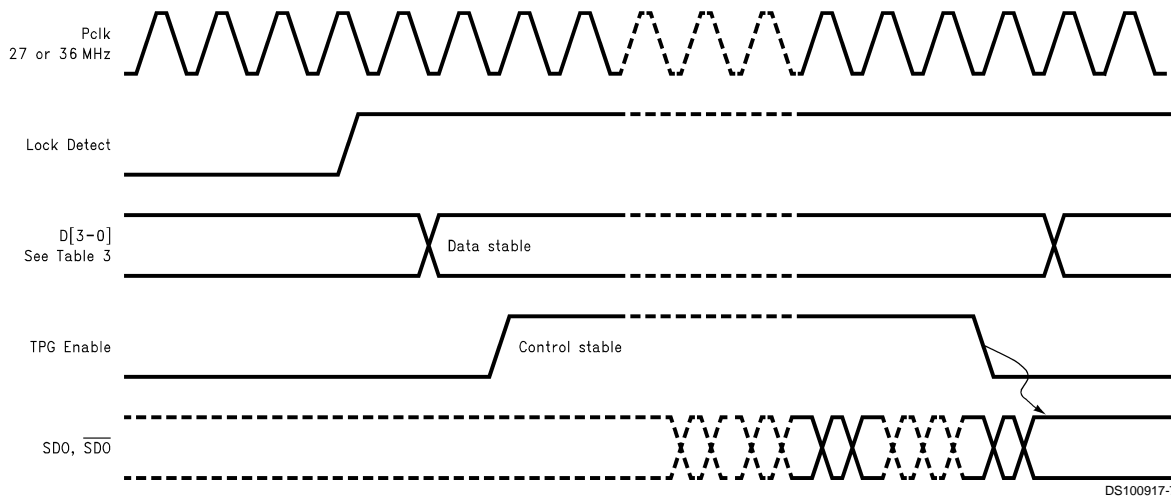 Pclk
27 or 36 MHz
Lock Detect
D[3-0]
See Table 3
Data stable
TPG Enable
Control stable
SDO, SDO
DS100917-